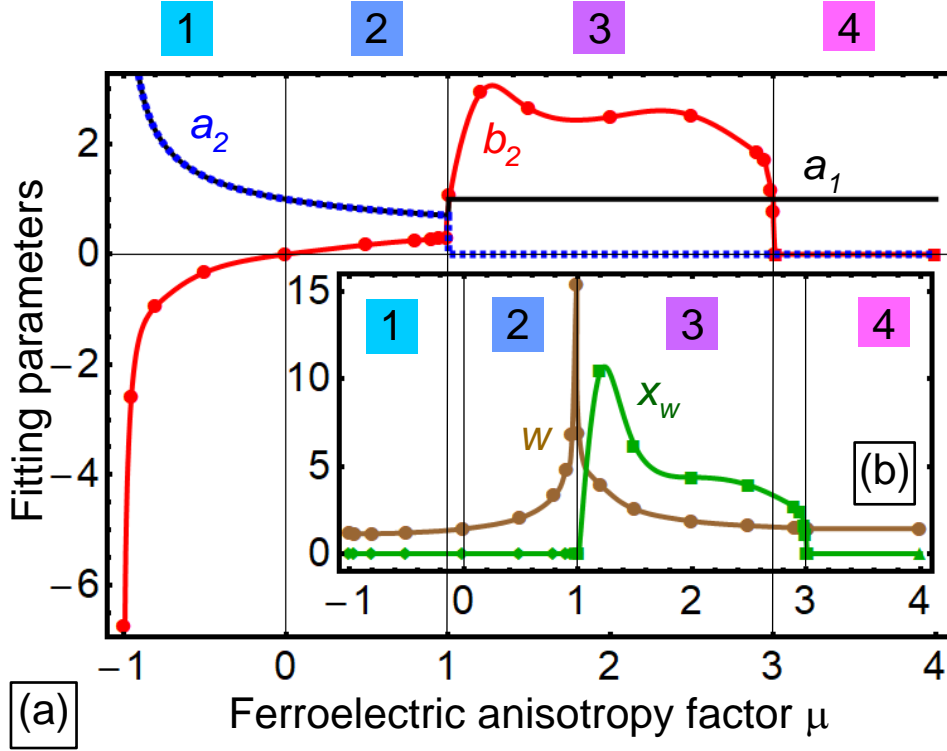 1 2 3 4
2
0
−2
−4
−6
a2
b2
a1
Fitting parameters
15
10
5
0
1 2 3 4
w
xw
(b)
−1 0 1 2 3 4
−1 0 1 2 3 4
(a)
Ferroelectric anisotropy factor μ